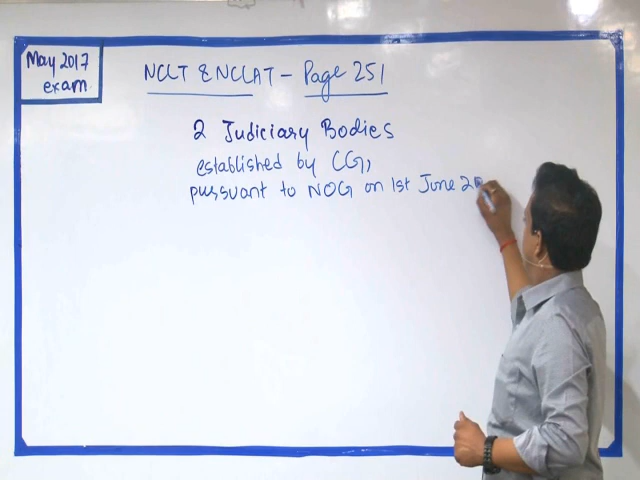 May 2017
exam
NCLT & NCLAT - Page 251
2 Judiciary Bodies
established by CG,
pursuant to NOG on 1st June